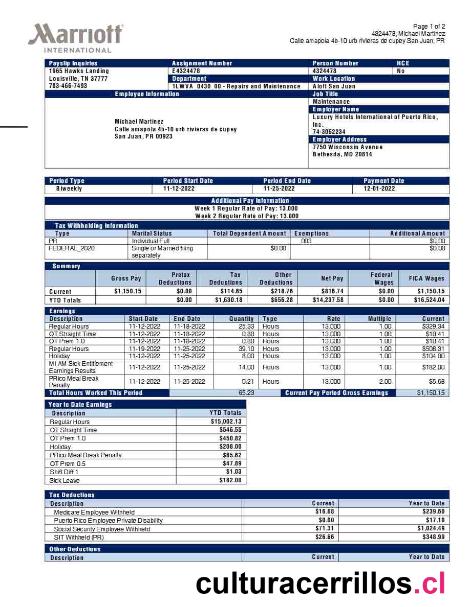 Page 1 of 2
4324478, Michael Martinez
Calle amapola 4b-10 urb rivieras de cupey San Juan, PR
Marriott
INTERNATIONAL
Payslip Inquiries Assignment Number Person Number HCE
1965 Hawks Landing E4324478 4324478 No
Louisville, TN 37777 Department Work Location
703-466-7493 1LWVA 0430 00 - Repairs and Maintenance Aloft San Juan
Employee Information Job Title
Maintenance
Employer Name
Michael Martinez Luxury Hotels International of Puerto Rico,
Calle amapola 4b-10 urb rivieras de cupey Inc.
San Juan, PR 00923 74-3052234
Employer Address
7750 Wisconsin Avenue
Bethesda, MD 20814
Period Type Period Start Date Period End Date Payment Date
Biweekly 11-12-2022 11-25-2022 12-01-2022
Additional Pay Information
Week 1 Regular Rate of Pay: 13.000
Week 2 Regular Rate of Pay: 13.000
Tax Withholding Information
Type Marital Status Total Dependent Amount Exemptions Additional Amount
PR Individual Full .000 $0.00
FEDERAL_2020 Single or Married filing separately $0.00 $0.00
Summary
Gross Pay Pretax Deductions Tax Deductions Other Deductions Net Pay Federal Wages FICA Wages
Current $1,150.15 $0.00 $114.65 $218.76 $816.74 $0.00 $1,150.15
YTD Totals $0.00 $1,630.18 $656.28 $14,237.58 $0.00 $16,524.04
Earnings
Description Start Date End Date Quantity Type Rate Multiple Current
Regular Hours 11-12-2022 11-18-2022 25.33 Hours 13.000 1.00 $329.34
OT Straight Time 11-12-2022 11-18-2022 0.80 Hours 13.000 1.00 $10.41
OT Prem 1.0 11-12-2022 11-18-2022 0.80 Hours 13.000 1.00 $10.41
Regular Hours 11-19-2022 11-25-2022 39.10 Hours 13.000 1.00 $508.31
Holiday 11-12-2022 11-25-2022 8.00 Hours 13.000 1.00 $104.00
MI AM Sick Entitlement Earnings Results 11-12-2022 11-25-2022 14.00 Hours 13.000 1.00 $182.00
PRico Meal Break Penalty 11-12-2022 11-25-2022 0.21 Hours 13.000 2.00 $5.68
Total Hours Worked This Period 65.23 Current Pay Period Gross Earnings $1,150.15
Year to Date Earnings
Description YTD Totals
Regular Hours $15,002.13
OT Straight Time $546.55
OT Prem 1.0 $450.82
Holiday $208.00
PRico Meal Break Penalty $85.62
OT Prem 0.5 $47.89
Shift Diff 1 $1.03
Sick Leave $182.00
Tax Deductions
Description Current Year to Date
Medicare Employee Withheld $16.68 $239.60
Puerto Rico Employee Private Disability $0.00 $17.10
Social Security Employee Withheld $71.31 $1,024.49
SIT Withheld (PR) $26.66 $348.99
Other Deductions
Description Current Year to Date
culturacerrillos.cl